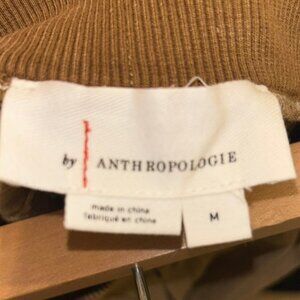 by ANTHROPOLOGIE
made in china
fabriqué en chine
M